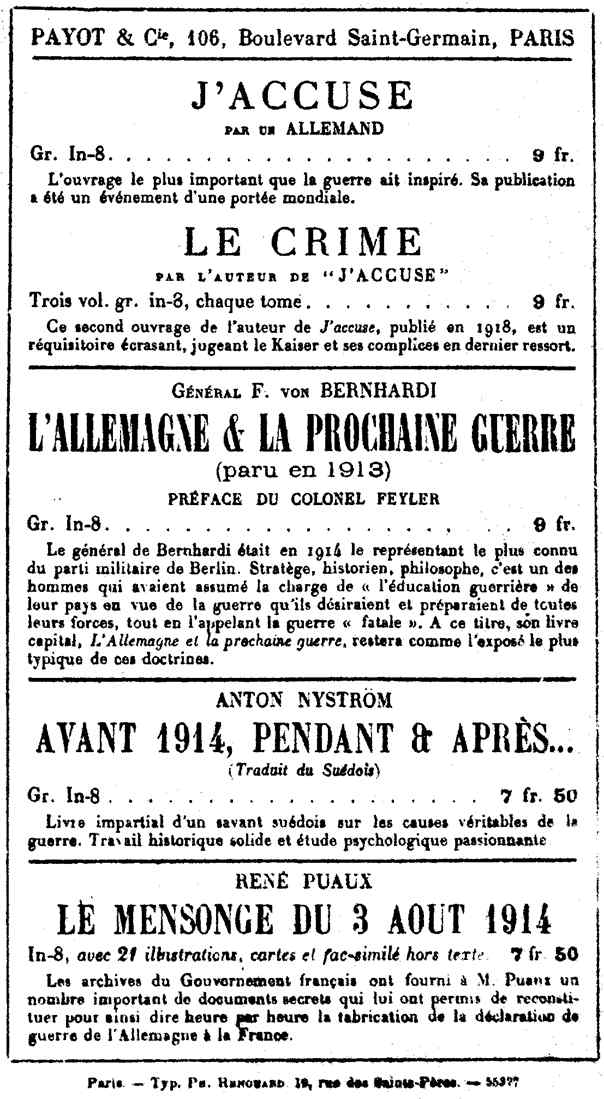 PAYOT & Cie, 106, Boulevard Saint-Germain, PARIS
J'ACCUSE
PAR UN ALLEMAND
Gr. In-8. . . . . . . . . . . . . . . . . . . . 9 fr.
L'ouvrage le plus important que la guerre ait inspiré. Sa publication
a été un événement d'une portée mondiale.
LE CRIME
PAR L'AUTEUR DE "J'ACCUSE"
Trois vol. gr. in-8, chaque tome. . . . . . . . . . 9 fr.
Ce second ouvrage de l'auteur de J'accuse, publié en 1918, est un
réquisitoire écrasant, jugeant le Kaiser et ses complices en dernier ressort.
GÉNÉRAL F. VON BERNHARDI
L'ALLEMAGNE & LA PROCHAINE GUERRE
(paru en 1913)
PRÉFACE DU COLONEL FEYLER
Gr. In-8. . . . . . . . . . . . . . . . . . . . 9 fr.
Le général de Bernhardi était en 1914 le représentant le plus connu
du parti militaire de Berlin. Stratège, historien, philosophe, c'est un des
hommes qui avaient assumé la charge de « l'éducation guerrière » de
leur pays en vue de la guerre qu'ils désiraient et préparaient de toutes
leurs forces, tout en l'appelant la guerre « fatale ». A ce titre, son livre
capital, L'Allemagne et la prochaine guerre, restera comme l'exposé le plus
typique de ces doctrines.
ANTON NYSTRÖM
AVANT 1914, PENDANT & APRÈS...
(Traduit du Suédois)
Gr. In-8 . . . . . . . . . . . . . . . . . . 7 fr. 50
Livre impartial d'un savant suédois sur les causes véritables de la
guerre. Travail historique solide et étude psychologique passionnante
RENÉ PUAUX
LE MENSONGE DU 3 AOUT 1914
In-8, avec 21 illustrations, cartes et fac-similé hors texte. 7 fr 50
Les archives du Gouvernement français ont fourni à M. Puaux un
nombre important de documents secrets qui lui ont permis de reconsti-
tuer pour ainsi dire heure par heure la fabrication de la déclaration de
guerre de l'Allemagne à la France.
Paris. — Typ. PH. RENOUARD, 19, rue des Saints-Pères. —